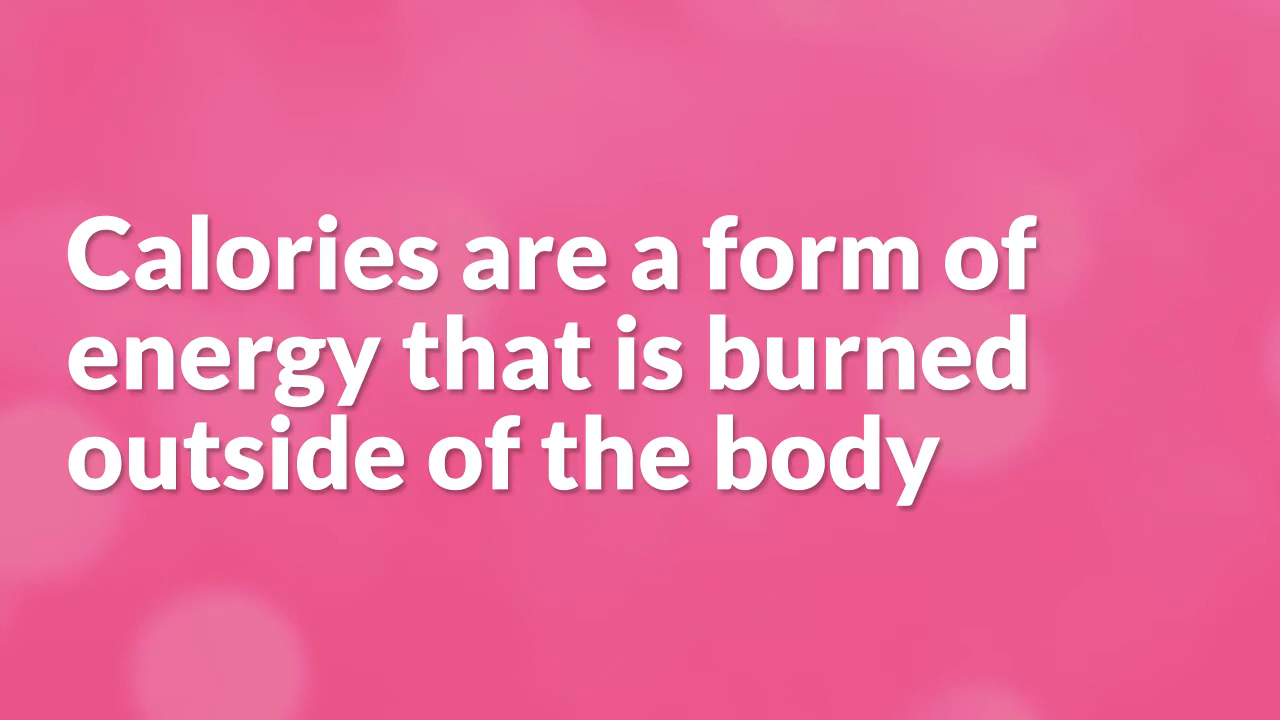 Calories are a form of
energy that is burned
outside of the body